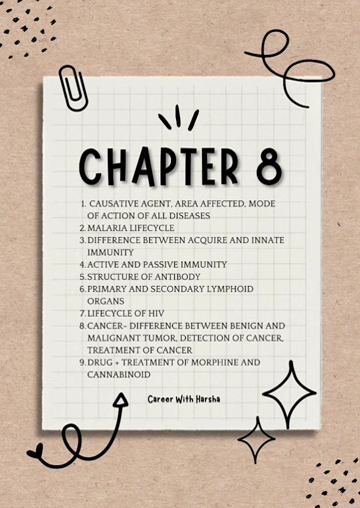 CHAPTER 8
1. CAUSATIVE AGENT, AREA AFFECTED, MODE
OF ACTION OF ALL DISEASES
2. MALARIA LIFECYCLE
3. DIFFERENCE BETWEEN ACQUIRE AND INNATE
IMMUNITY
4. ACTIVE AND PASSIVE IMMUNITY
5. STRUCTURE OF ANTIBODY
6. PRIMARY AND SECONDARY LYMPHOID
ORGANS
7. LIFECYCLE OF HIV
8. CANCER- DIFFERENCE BETWEEN BENIGN AND
MALIGNANT TUMOR, DETECTION OF CANCER,
TREATMENT OF CANCER
9. DRUG + TREATMENT OF MORPHINE AND
CANNABINOID
Career With Harsha